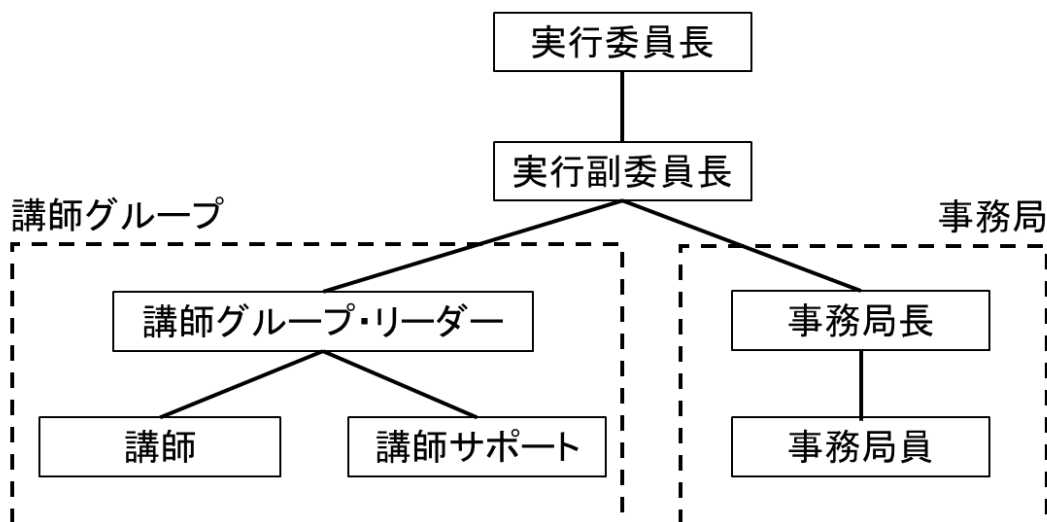 実行委員長
実行副委員長
講師グループ
事務局
講師グループ・リーダー
事務局長
講師
講師サポート
事務局員